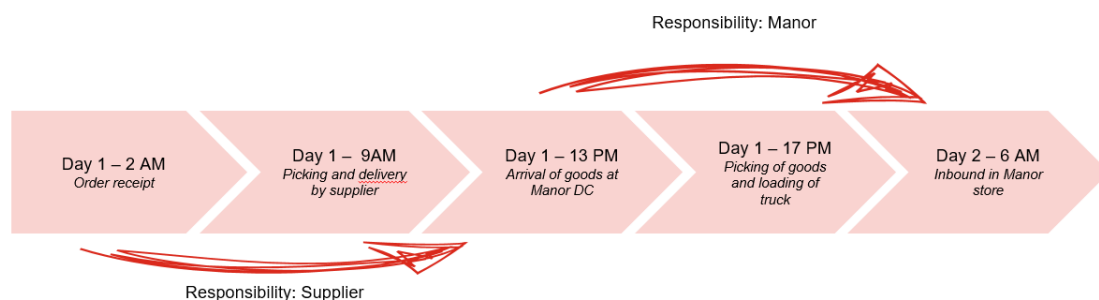 Responsibility: Manor
Day 1 – 2 AM
Order receipt
Day 1 –  9AM
Picking and delivery
by supplier
Day 1 – 13 PM
Arrival of goods at
Manor DC
Day 1 – 17 PM
Picking of goods
and loading of
truck
Day 2 – 6 AM
Inbound in Manor
store
Responsibility: Supplier